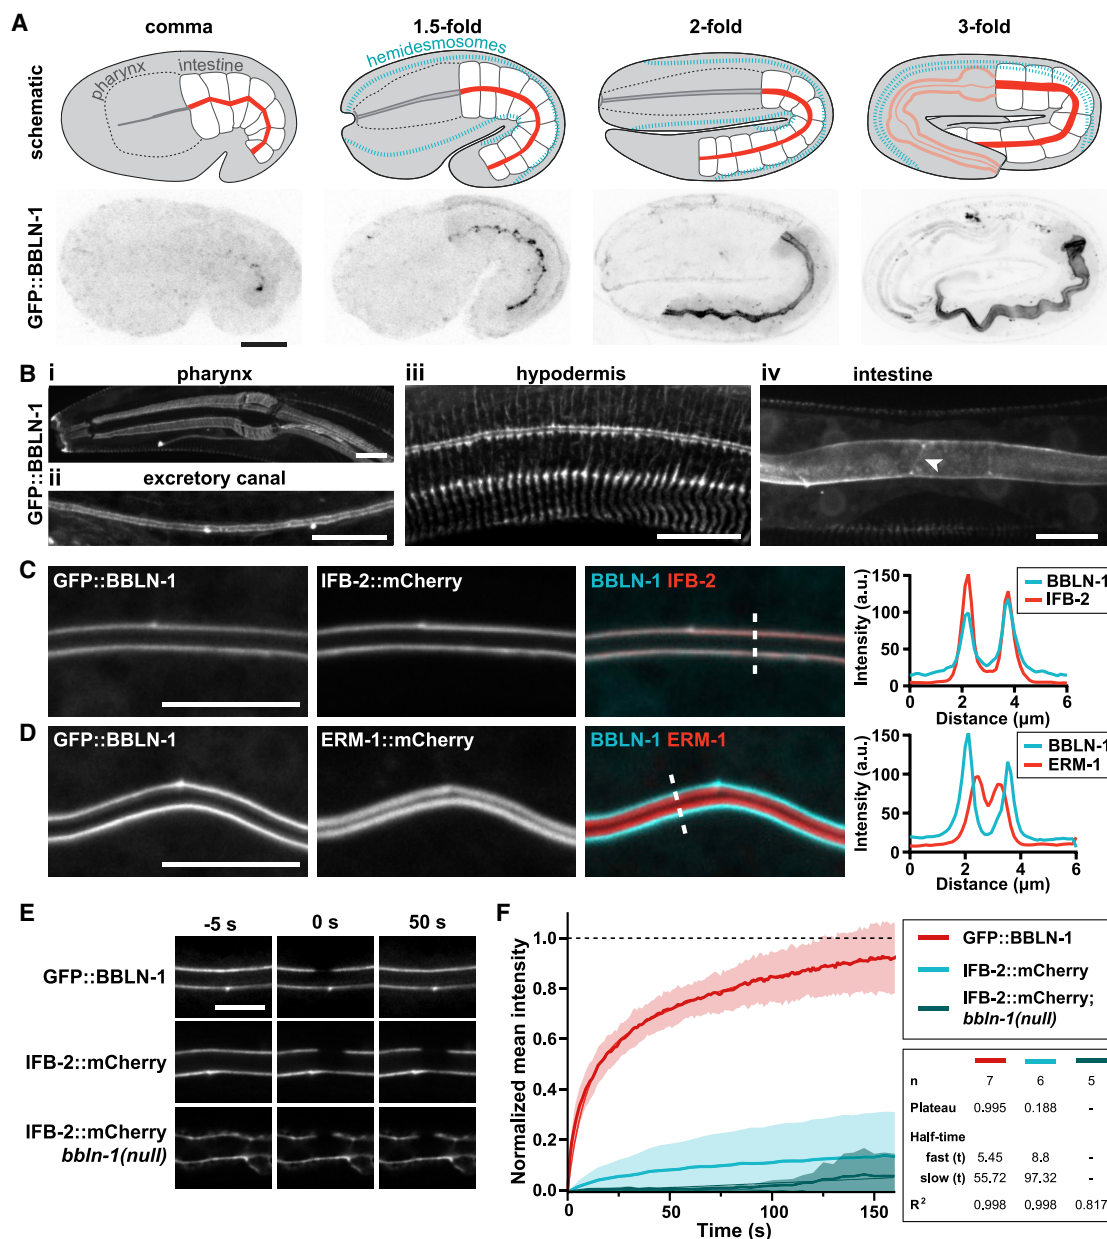 A
comma
1.5-fold
2-fold
3-fold
schematic
pharynx
intestine
hemidesmosomes
GFP::BBLN-1
B
i
pharynx
iii
hypodermis
iv
intestine
GFP::BBLN-1
ii
excretory canal
C
GFP::BBLN-1
IFB-2::mCherry
BBLN-1 IFB-2
Intensity (a.u.)
150
100
50
0
0
2
4
6
Distance (µm)
BBLN-1
IFB-2
D
GFP::BBLN-1
ERM-1::mCherry
BBLN-1 ERM-1
Intensity (a.u.)
150
100
50
0
0
2
4
6
Distance (µm)
BBLN-1
ERM-1
E
-5 s
0 s
50 s
GFP::BBLN-1
IFB-2::mCherry
IFB-2::mCherry
bbln-1(null)
F
Normalized mean intensity
1.0
0.8
0.6
0.4
0.2
0.0
0
50
100
150
Time (s)
GFP::BBLN-1
IFB-2::mCherry
IFB-2::mCherry;
bbln-1(null)
n 7 6 5
Plateau 0.995 0.188 -
Half-time
fast (t) 5.45 8.8 -
slow (t) 55.72 97.32 -
R² 0.998 0.998 0.817